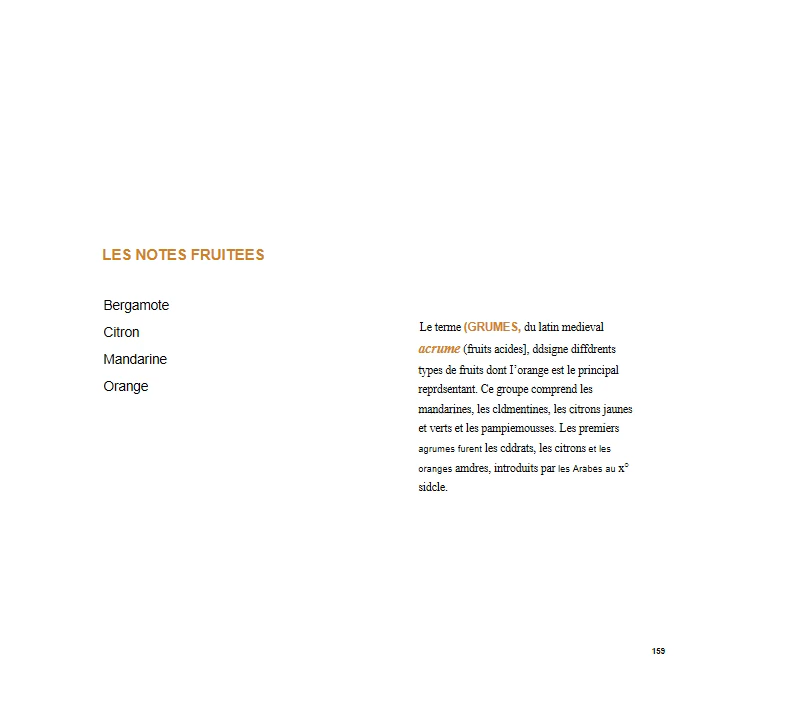 LES NOTES FRUITEES
Bergamote
Citron
Mandarine
Orange
Le terme (GRUMES, du latin medieval
acrume (fruits acides], ddsigne diffdrents
types de fruits dont I’orange est le principal
reprdsentant. Ce groupe comprend les
mandarines, les cldmentines, les citrons jaunes
et verts et les pampiemousses. Les premiers
agrumes furent les cddrats, les citrons et les
oranges amdres, introduits par les Arabes au x°
sidcle.
159